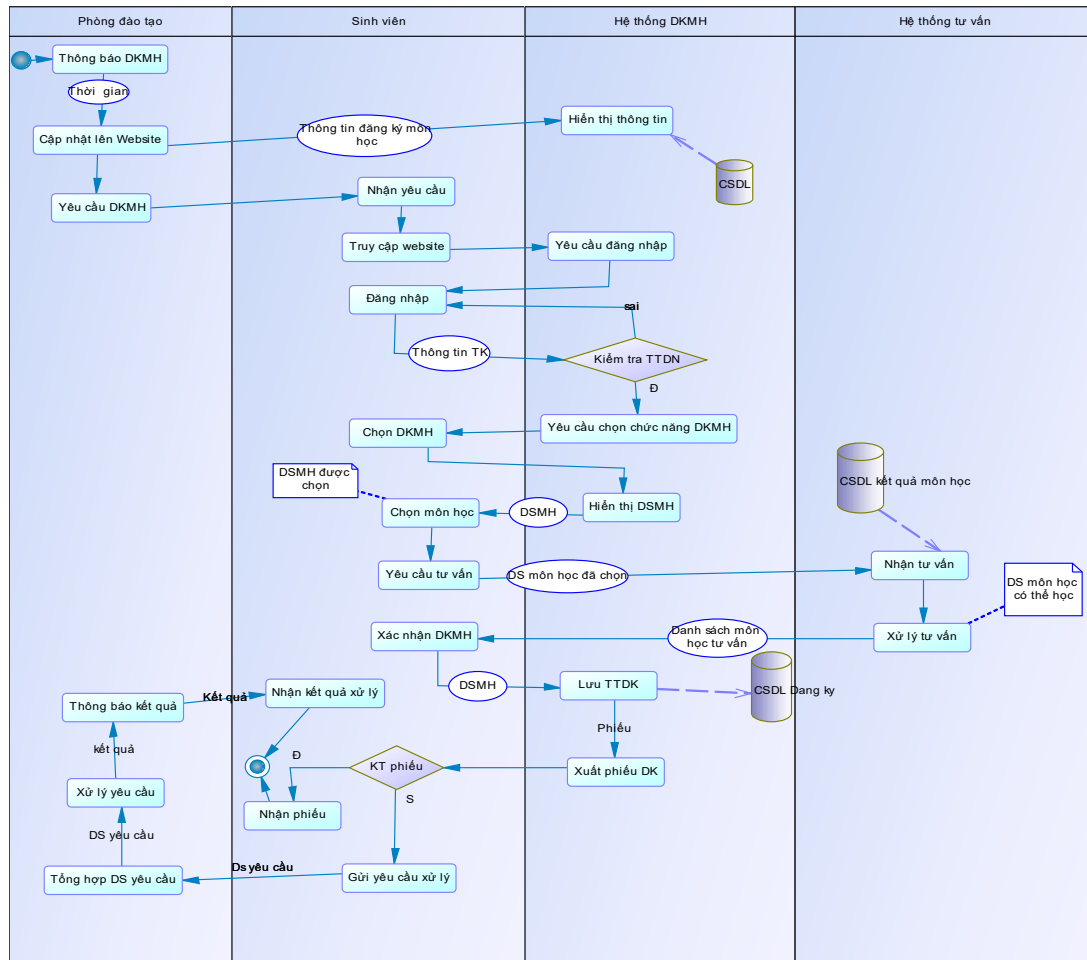 Phòng đào tạo
Sinh viên
Hệ thống DKMH
Hệ thống tư vấn
Thông báo DKMH
Thời gian
Cập nhật lên Website
Thông tin đăng ký môn
học
Hiển thị thông tin
CSDL
Yêu cầu DKMH
Nhận yêu cầu
Truy cập website
Yêu cầu đăng nhập
Đăng nhập
sai
Thông tin TK
Kiểm tra TTDN
Đ
Chọn DKMH
Yêu cầu chọn chức năng DKMH
DSMH được
chọn
CSDL kết quả môn học
Chọn môn học
DSMH
Hiển thị DSMH
Yêu cầu tư vấn
DS môn học đã chọn
Nhận tư vấn
DS môn học
có thể học
Xác nhận DKMH
Danh sách môn
học tư vấn
Xử lý tư vấn
DSMH
Lưu TTDK
CSDL Dang ky
Thông báo kết quả
Kết quả
Nhận kết quả xử lý
Phiếu
kết quả
Đ
KT phiếu
Xuất phiếu DK
Xử lý yêu cầu
S
Nhận phiếu
DS yêu cầu
Tổng hợp DS yêu cầu
Ds yêu cầu
Gửi yêu cầu xử lý